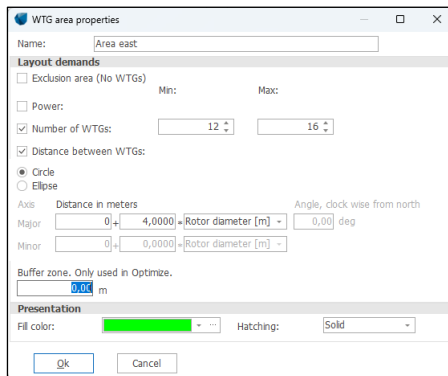 WTG area properties
Name: Area east
Layout demands
Exclusion area (No WTGs)
Min: Max:
Power:
Number of WTGs: 12 16
Distance between WTGs:
Circle
Ellipse
Axis Distance in meters Angle, clock wise from north
Major 0 + 4,0000 = Rotor diameter [m] 0,00 deg
Minor 0 + 0,0000 = Rotor diameter [m]
Buffer zone. Only used in Optimize.
0,00 m
Presentation
Fill color: ... Hatching: Solid
Ok Cancel